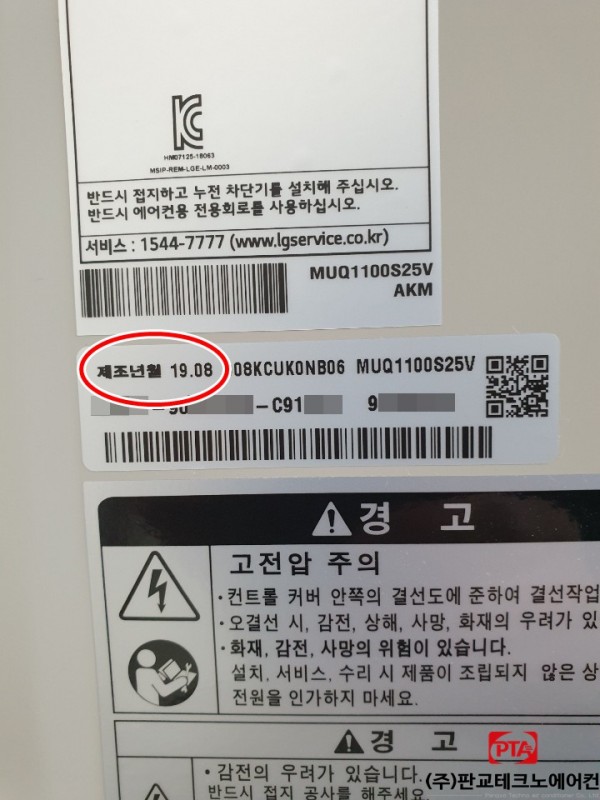 KC
HM07125-18063
MSIP-REM-LGE-LM-0003
반드시 접지하고 누전 차단기를 설치해 주십시오.
반드시 에어컨용 전용회로를 사용하십시오.
서비스 : 1544-7777 (www.lgservice.co.kr)
MUQ1100S25V
AKM
제조년월 19.08 08KCUK0NB06 MUQ1100S25V
-C91 9
경 고
고전압 주의
·컨트롤 커버 안쪽의 결선도에 준하여 결선작업
·오결선 시, 감전, 상해, 사망, 화재의 우려가 있
·화재, 감전, 사망의 위험이 있습니다.
설치, 서비스, 수리 시 제품이 조립되지 않은 상
전원을 인가하지 마세요.
경 고
PTA
·감전의 우려가 있습니다.
(주)판교테크노에어컨
반드시 접지 공사를 해주세요.